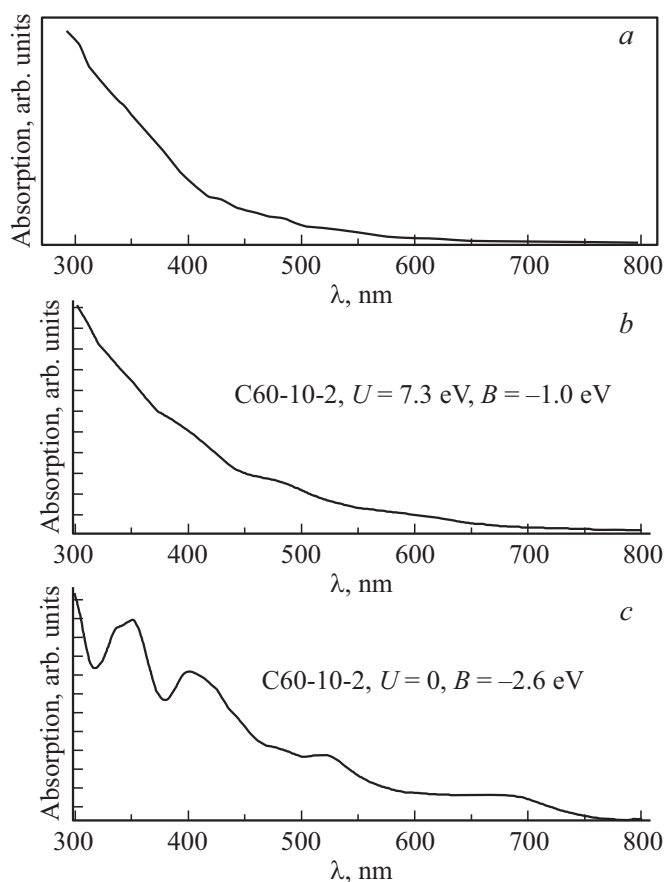 Absorption, arb. units
a
300 400 500 600 700 800
λ, nm
Absorption, arb. units
b
C60-10-2, U = 7.3 eV, B = –1.0 eV
300 400 500 600 700 800
λ, nm
Absorption, arb. units
c
C60-10-2, U = 0, B = –2.6 eV
300 400 500 600 700 800
λ, nm